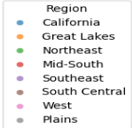 Region
California
Great Lakes
Northeast
Mid-South
Southeast
South Central
West
Plains